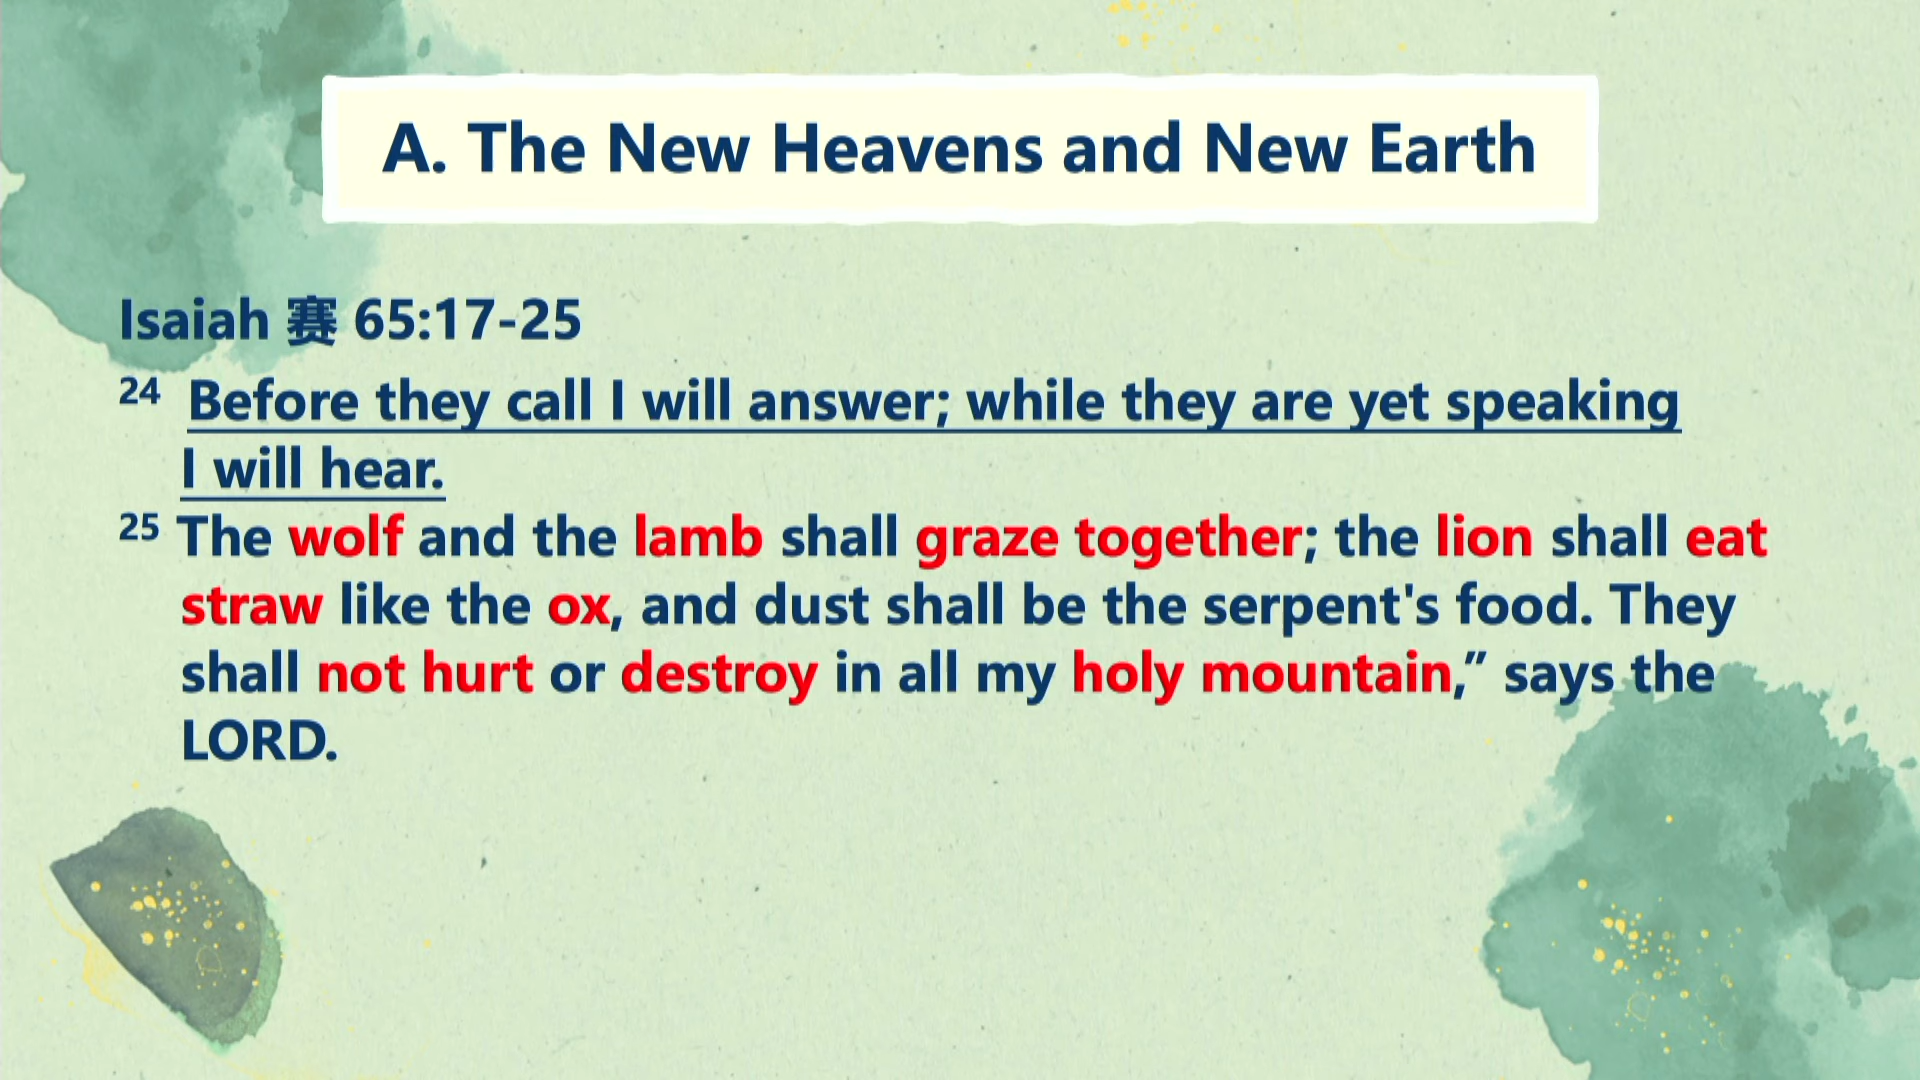 A. The New Heavens and New Earth
Isaiah 赛 65:17-25
24 Before they call I will answer; while they are yet speaking
I will hear.
25 The wolf and the lamb shall graze together; the lion shall eat
straw like the ox, and dust shall be the serpent's food. They
shall not hurt or destroy in all my holy mountain,” says the
LORD.